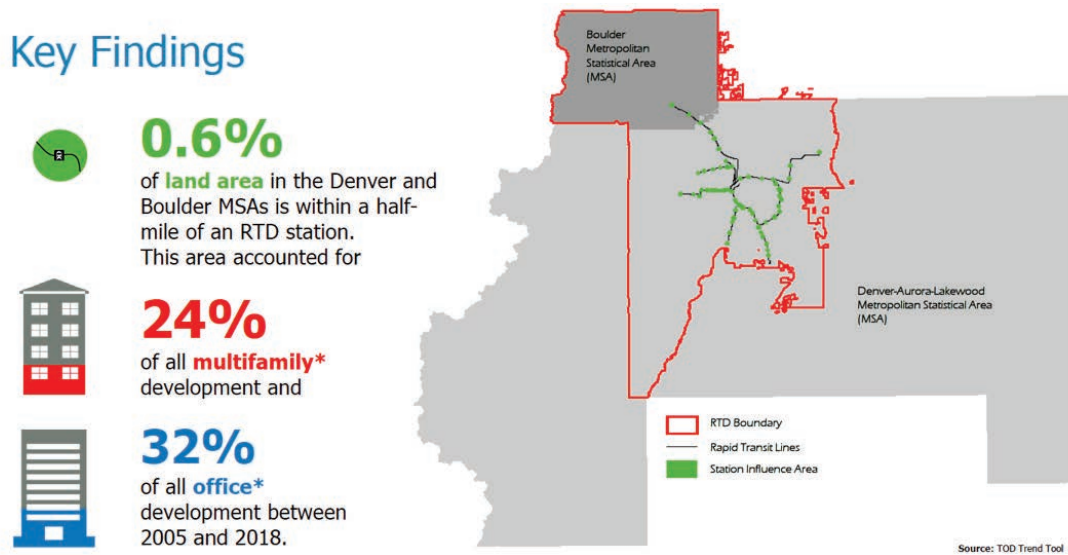 Key Findings
0.6%
of land area in the Denver and
Boulder MSAs is within a half-
mile of an RTD station.
This area accounted for
24%
of all multifamily*
development and
32%
of all office*
development between
2005 and 2018.
Boulder
Metropolitan
Statistical Area
(MSA)
Denver-Aurora-Lakewood
Metropolitan Statistical Area
(MSA)
RTD Boundary
Rapid Transit Lines
Station Influence Area
Source: TOD Trend Tool